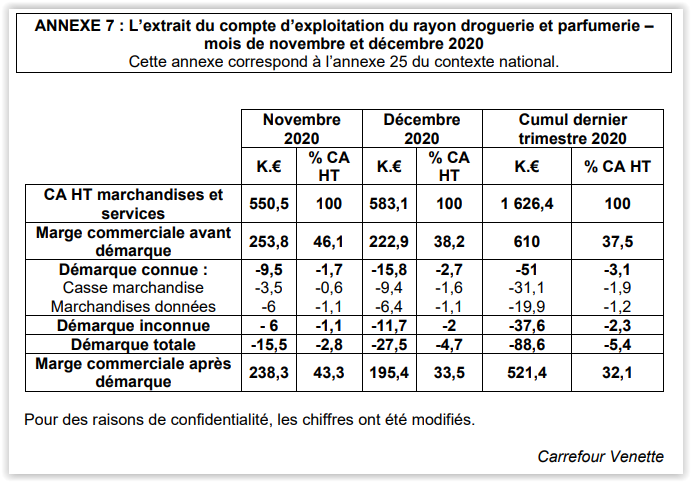 ANNEXE 7 : L’extrait du compte d’exploitation du rayon droguerie et parfumerie –
mois de novembre et décembre 2020
Cette annexe correspond à l’annexe 25 du contexte national.
Novembre 2020 Décembre 2020 Cumul dernier trimestre 2020
K.€ % CA HT K.€ % CA HT K.€ % CA HT
CA HT marchandises et services 550,5 100 583,1 100 1 626,4 100
Marge commerciale avant démarque 253,8 46,1 222,9 38,2 610 37,5
Démarque connue : -9,5 -1,7 -15,8 -2,7 -51 -3,1
Casse marchandise -3,5 -0,6 -9,4 -1,6 -31,1 -1,9
Marchandises données -6 -1,1 -6,4 -1,1 -19,9 -1,2
Démarque inconnue - 6 -1,1 -11,7 -2 -37,6 -2,3
Démarque totale -15,5 -2,8 -27,5 -4,7 -88,6 -5,4
Marge commerciale après démarque 238,3 43,3 195,4 33,5 521,4 32,1
Pour des raisons de confidentialité, les chiffres ont été modifiés.
Carrefour Venette